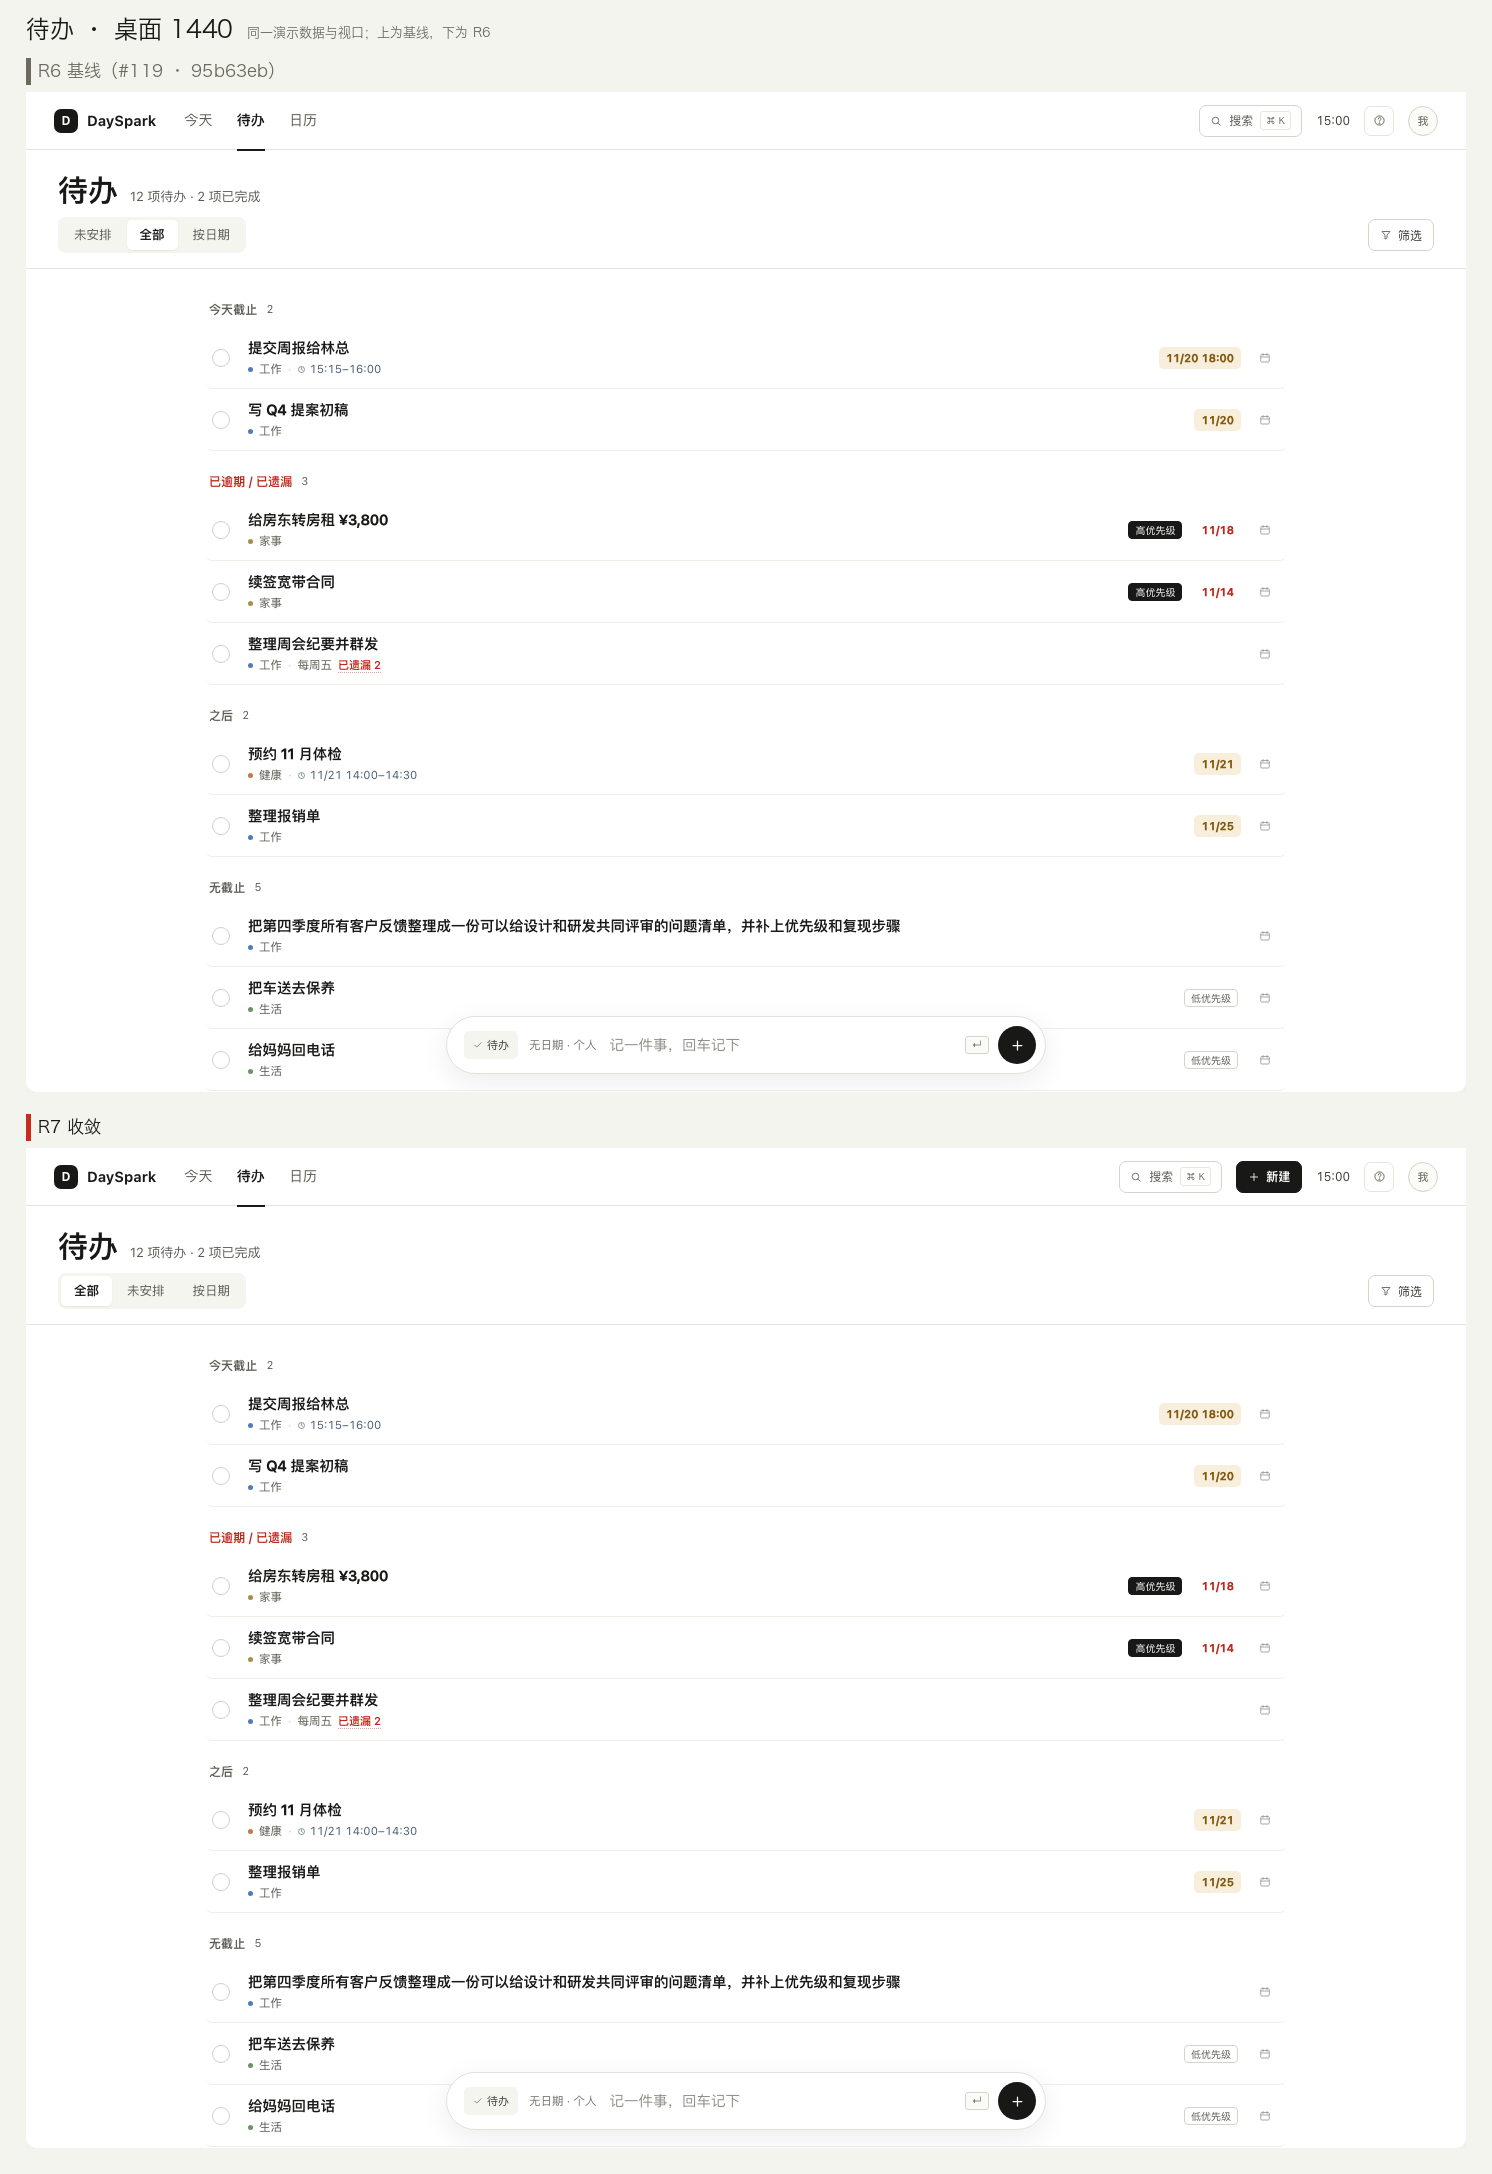 待办 · 桌面 1440 同一演示数据与视口；上为基线，下为 R6
R6 基线（#119 · 95b63eb）
D DaySpark 今天 待办 日历 搜索 ⌘ K 15:00 我
待办 12 项待办 · 2 项已完成
未安排 全部 按日期 筛选
今天截止 2
提交周报给林总
工作 · 15:15–16:00 11/20 18:00
写 Q4 提案初稿
工作 11/20
已逾期 / 已遗漏 3
给房东转房租 ¥3,800
家事 高优先级 11/18
续签宽带合同
家事 高优先级 11/14
整理周会纪要并群发
工作 · 每周五 已遗漏 2
之后 2
预约 11 月体检
健康 · 11/21 14:00–14:30 11/21
整理报销单
工作 11/25
无截止 5
把第四季度所有客户反馈整理成一份可以给设计和研发共同评审的问题清单，并补上优先级和复现步骤
工作
把车送去保养
生活 低优先级
给妈妈回电话
生活 低优先级
待办 无日期 · 个人 记一件事，回车记下
R7 收敛
D DaySpark 今天 待办 日历 搜索 ⌘ K + 新建 15:00 我
待办 12 项待办 · 2 项已完成
全部 未安排 按日期 筛选
今天截止 2
提交周报给林总
工作 · 15:15–16:00 11/20 18:00
写 Q4 提案初稿
工作 11/20
已逾期 / 已遗漏 3
给房东转房租 ¥3,800
家事 高优先级 11/18
续签宽带合同
家事 高优先级 11/14
整理周会纪要并群发
工作 · 每周五 已遗漏 2
之后 2
预约 11 月体检
健康 · 11/21 14:00–14:30 11/21
整理报销单
工作 11/25
无截止 5
把第四季度所有客户反馈整理成一份可以给设计和研发共同评审的问题清单，并补上优先级和复现步骤
工作
把车送去保养
生活 低优先级
给妈妈回电话
生活 低优先级
待办 无日期 · 个人 记一件事，回车记下